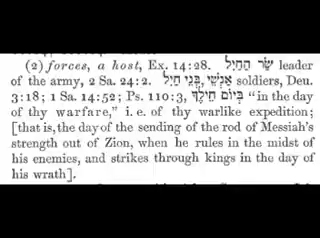 (2) forces, a host, Ex. 14:28. שַׂר הַחַיִל leader
of the army, 2 Sa. 24:2. אַנְשֵׁי, בְּנֵי חַיִל soldiers, Deu.
3:18; 1 Sa. 14:52; Ps. 110:3, בְּיוֹם חֵילֶךָ "in the day
of thy warfare," i. e. of thy warlike expedition;
[that is, the day of the sending of the rod of Messiah's
strength out of Zion, when he rules in the midst of
his enemies, and strikes through kings in the day of
his wrath].